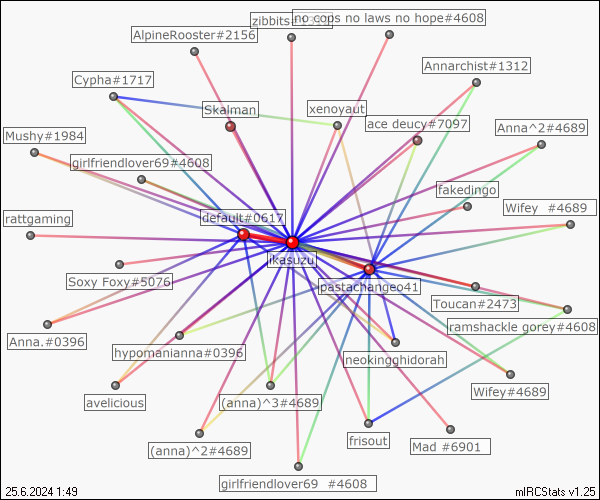 zibbits#1312
no cops no laws no hope#4608
AlpineRooster#2156
Annarchist#1312
Cypha#1717
Skalman
xenoyaut
ace deucy#7097
Anna^2#4689
Mushy#1984
girlfriendlover69#4608
fakedingo
Wifey #4689
rattgaming
default#0617
ikasuzu
pastachangeo41
Soxy Foxy#5076
Toucan#2473
ramshackle gorey#4608
Anna.#0396
hypomanianna#0396
neokingghidorah
avelicious
(anna)^3#4689
Wifey#4689
(anna)^2#4689
frisout
Mad #6901
girlfriendlover69 #4608
25.6.2024 1:49
mIRCStats v1.25